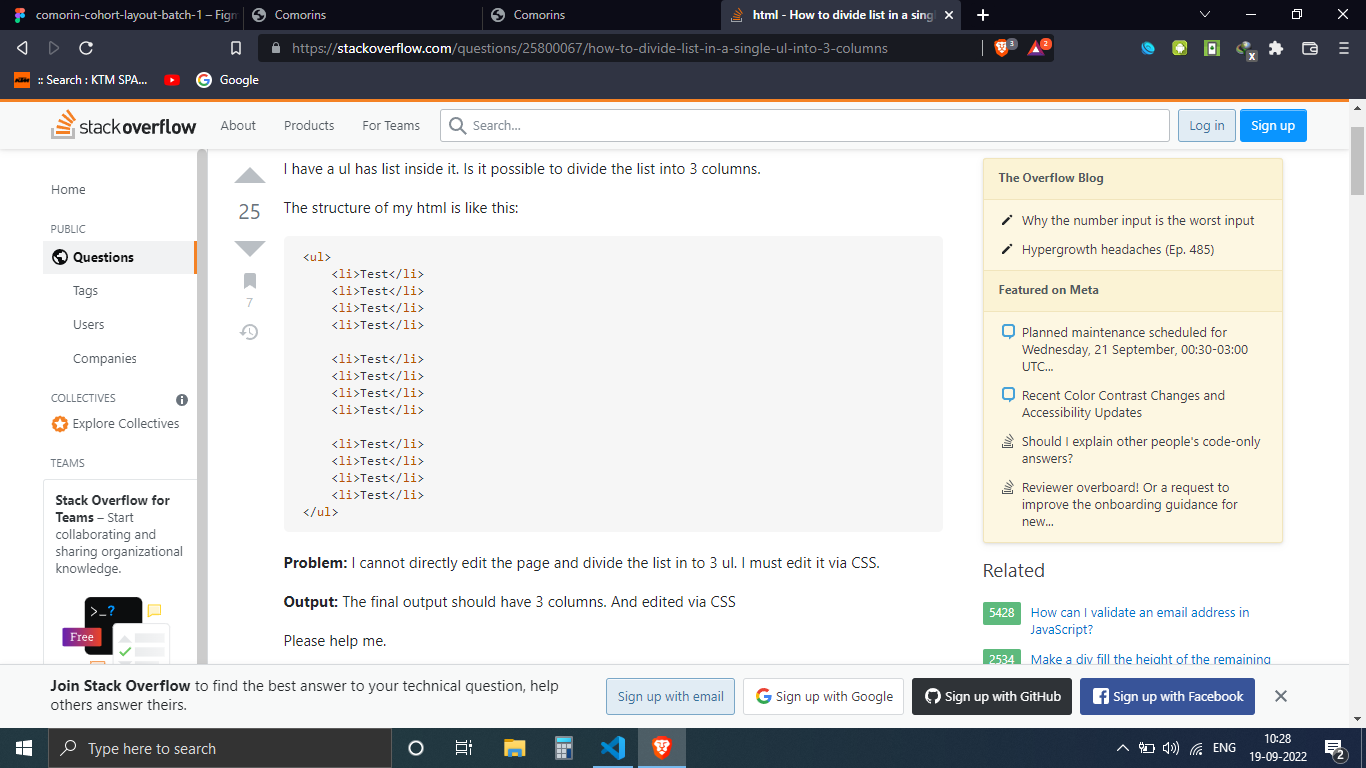 comorin-cohort-layout-batch-1 – Figm
Comorins
Comorins
html - How to divide list in a singl
https://stackoverflow.com/questions/25800067/how-to-divide-list-in-a-single-ul-into-3-columns
3
2
x
KTM
:: Search : KTM SPA...
Google
stackoverflow
About
Products
For Teams
Search...
Log in
Sign up
Home
PUBLIC
Questions
Tags
Users
Companies
COLLECTIVES
Explore Collectives
TEAMS
Stack Overflow for
Teams – Start
collaborating and
sharing organizational
knowledge.
>_?
Free
25
7
I have a ul has list inside it. Is it possible to divide the list into 3 columns.
The structure of my html is like this:
<ul>
<li>Test</li>
<li>Test</li>
<li>Test</li>
<li>Test</li>
<li>Test</li>
<li>Test</li>
<li>Test</li>
<li>Test</li>
<li>Test</li>
<li>Test</li>
<li>Test</li>
<li>Test</li>
</ul>
Problem: I cannot directly edit the page and divide the list in to 3 ul. I must edit it via CSS.
Output: The final output should have 3 columns. And edited via CSS
Please help me.
The Overflow Blog
Why the number input is the worst input
Hypergrowth headaches (Ep. 485)
Featured on Meta
Planned maintenance scheduled for
Wednesday, 21 September, 00:30-03:00
UTC...
Recent Color Contrast Changes and
Accessibility Updates
Should I explain other people's code-only
answers?
Reviewer overboard! Or a request to
improve the onboarding guidance for
new...
Related
5428
How can I validate an email address in
JavaScript?
2534
Make a div fill the height of the remaining
Join Stack Overflow to find the best answer to your technical question, help
others answer theirs.
Sign up with email
Sign up with Google
Sign up with GitHub
Sign up with Facebook
Type here to search
ENG
10:28
19-09-2022
2